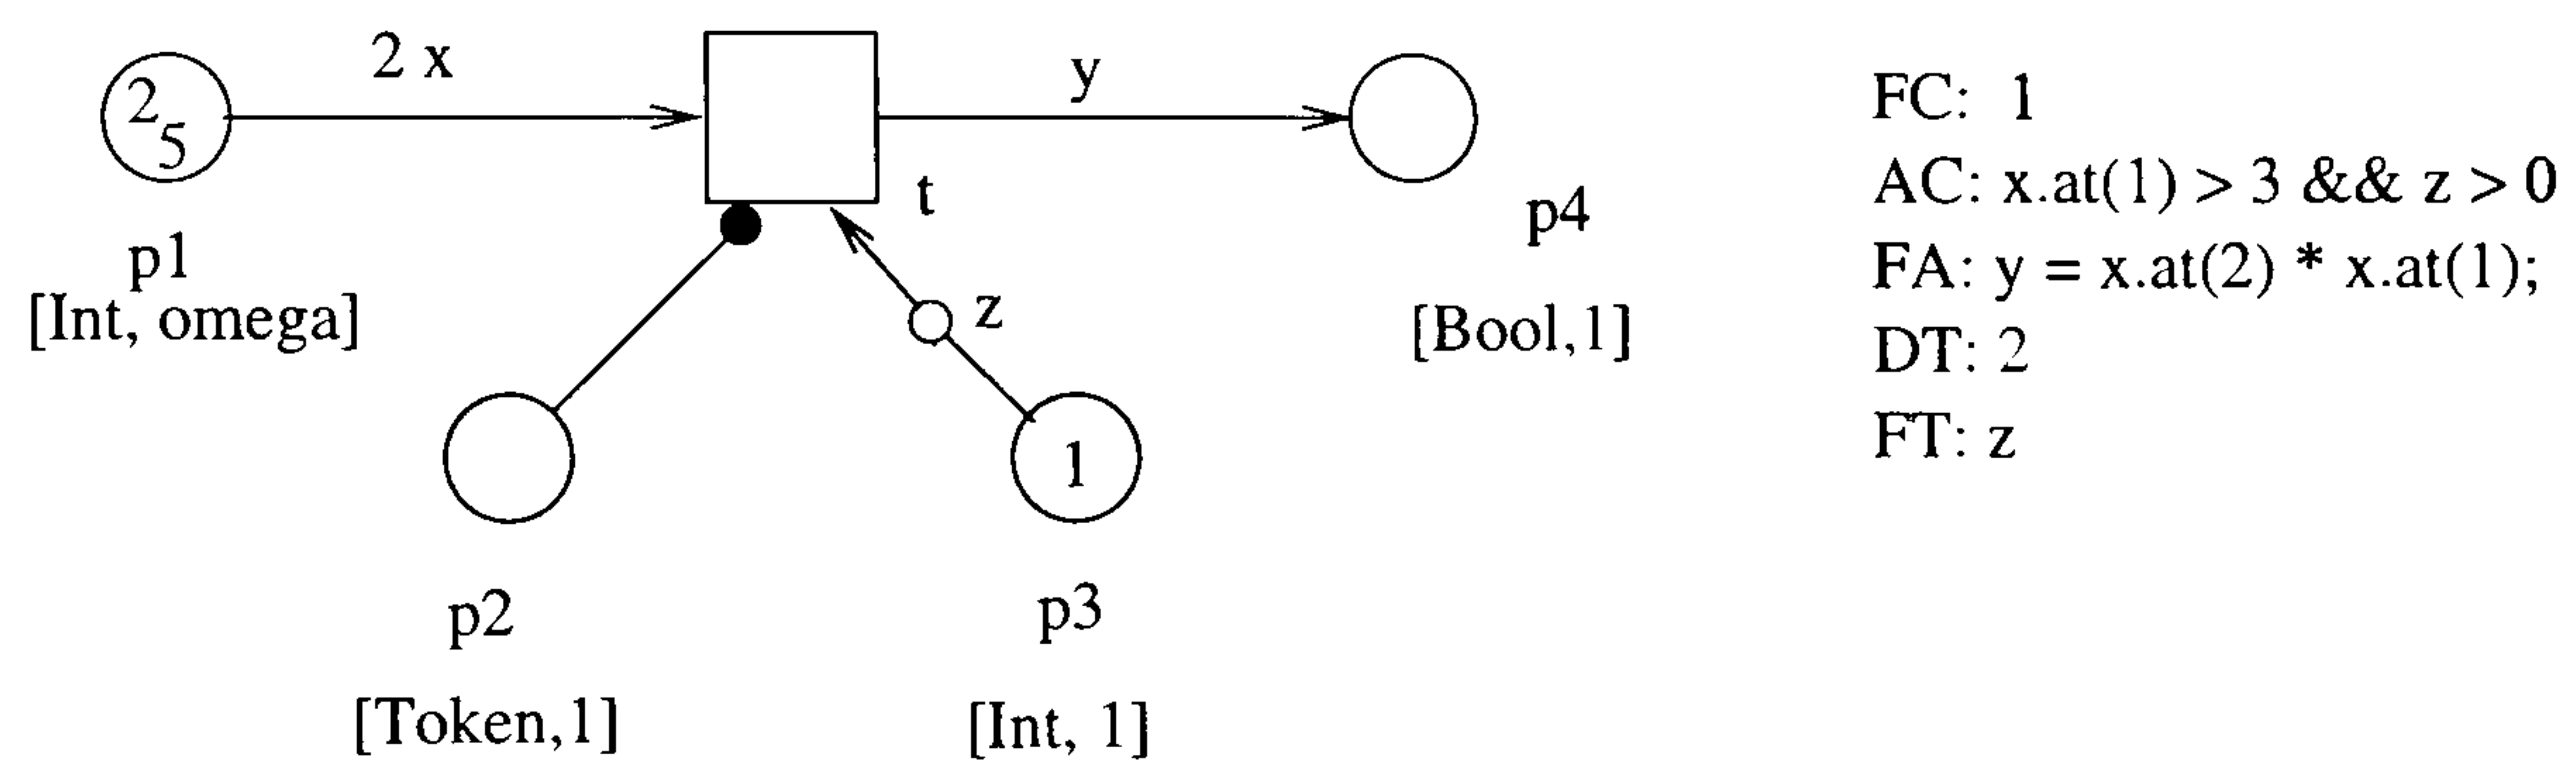 2 x
2
5
y
t
p1
[Int, omega]
z
p4
[Bool,1]
1
p2
[Token,1]
p3
[Int, 1]
FC: 1
AC: x.at(1) > 3 && z > 0
FA: y = x.at(2) * x.at(1);
DT: 2
FT: z